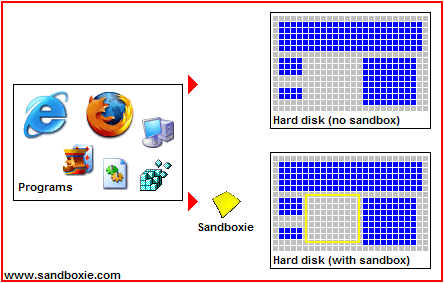 Hard disk (no sandbox)
Programs
Sandboxie
Hard disk (with sandbox)
www.sandboxie.com